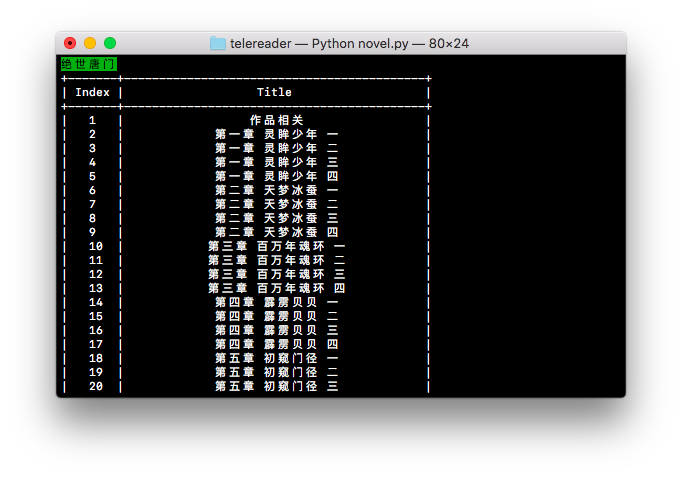 telereader — Python novel.py — 80×24
绝世唐门
Index Title
1 作品相关
2 第一章 灵眸少年 一
3 第一章 灵眸少年 二
4 第一章 灵眸少年 三
5 第一章 灵眸少年 四
6 第二章 天梦冰蚕 一
7 第二章 天梦冰蚕 二
8 第二章 天梦冰蚕 三
9 第二章 天梦冰蚕 四
10 第三章 百万年魂环 一
11 第三章 百万年魂环 二
12 第三章 百万年魂环 三
13 第三章 百万年魂环 四
14 第四章 霹雳贝贝 一
15 第四章 霹雳贝贝 二
16 第四章 霹雳贝贝 三
17 第四章 霹雳贝贝 四
18 第五章 初窥门径 一
19 第五章 初窥门径 二
20 第五章 初窥门径 三